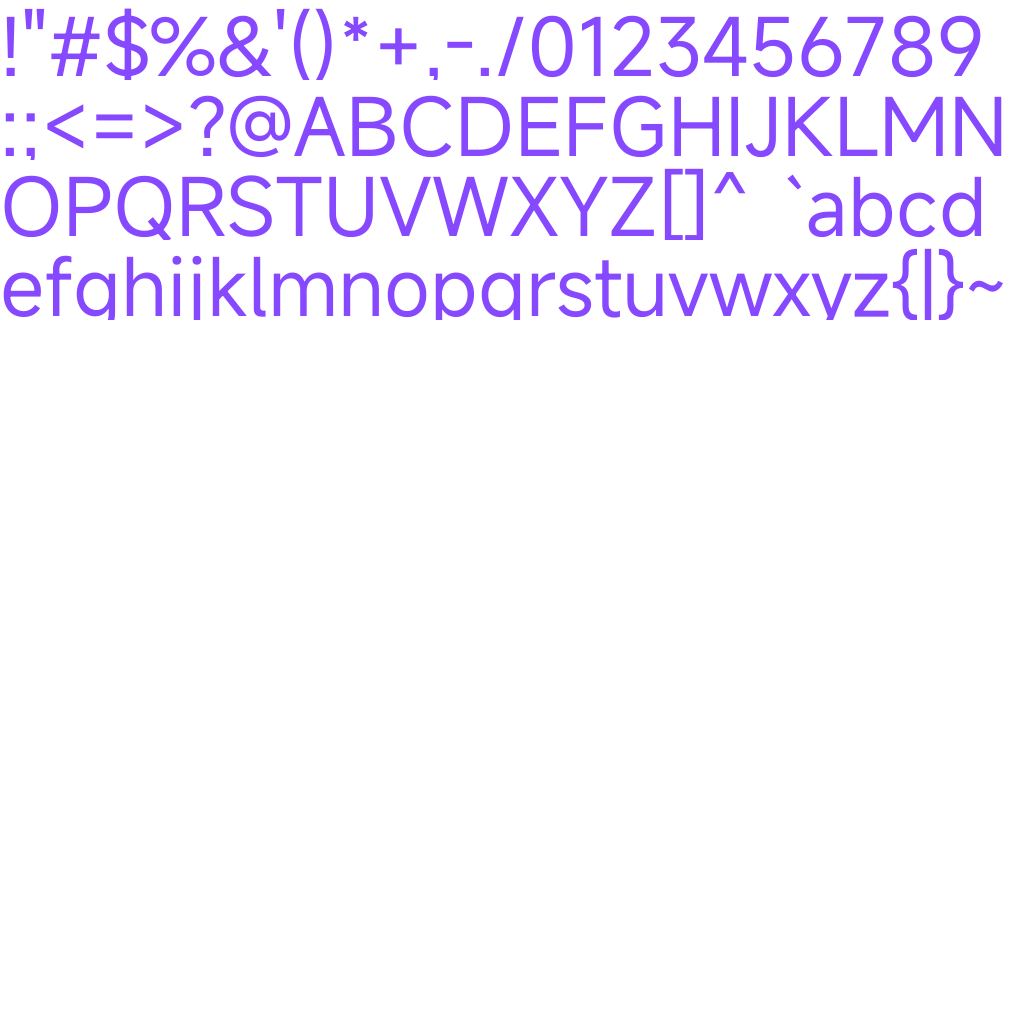 !"#$%&'()*+,-./0123456789
:;<=>?@ABCDEFGHIJKLMN
OPQRSTUVWXYZ[]^ `abcd
efghijklmnopqrstuvwxyz{|}~